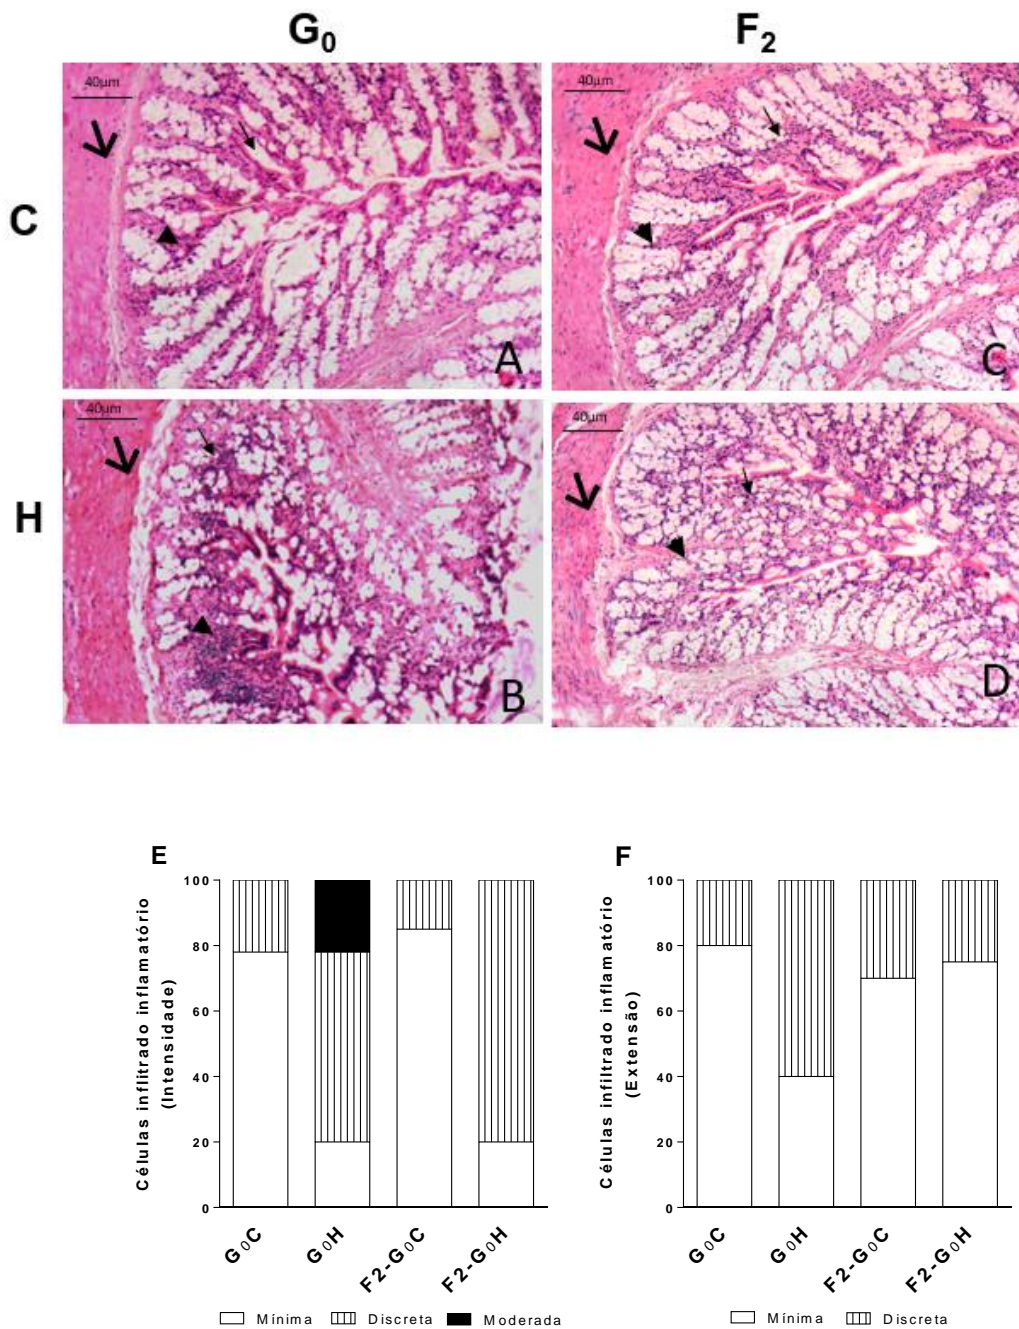 G₀ F₂
40µm 40µm
C
A C
40µm 40µm
H
B D
E F
Células inflitrado inflamatório
(Intensidade)
100
80
60
40
20
0
G₀C G₀H F2-G₀C F2-G₀H
Mínima Discreta Moderada
Células infiltrado inflamatório
(Extensão)
100
80
60
40
20
0
G₀C G₀H F2-G₀C F2-G₀H
Mínima Discreta